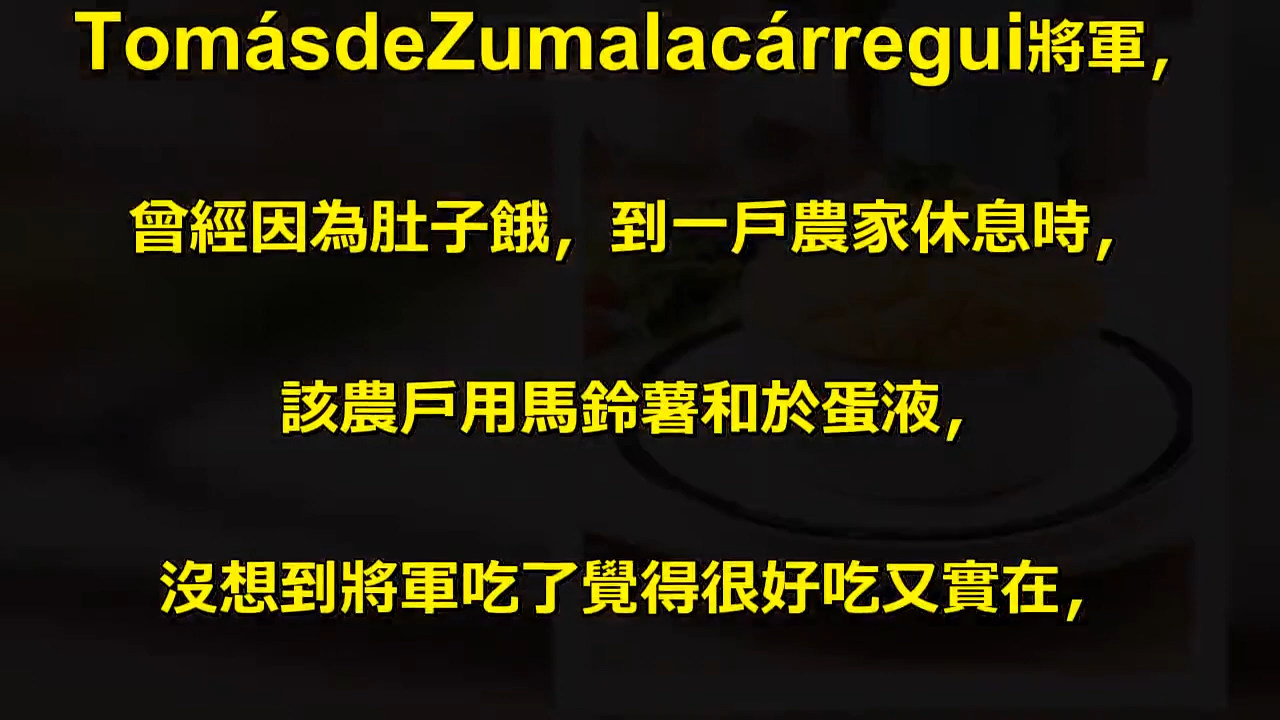 TomásdeZumalacárregui將軍，
曾經因為肚子餓，到一戶農家休息時，
該農戶用馬鈴薯和於蛋液，
沒想到將軍吃了覺得很好吃又實在，